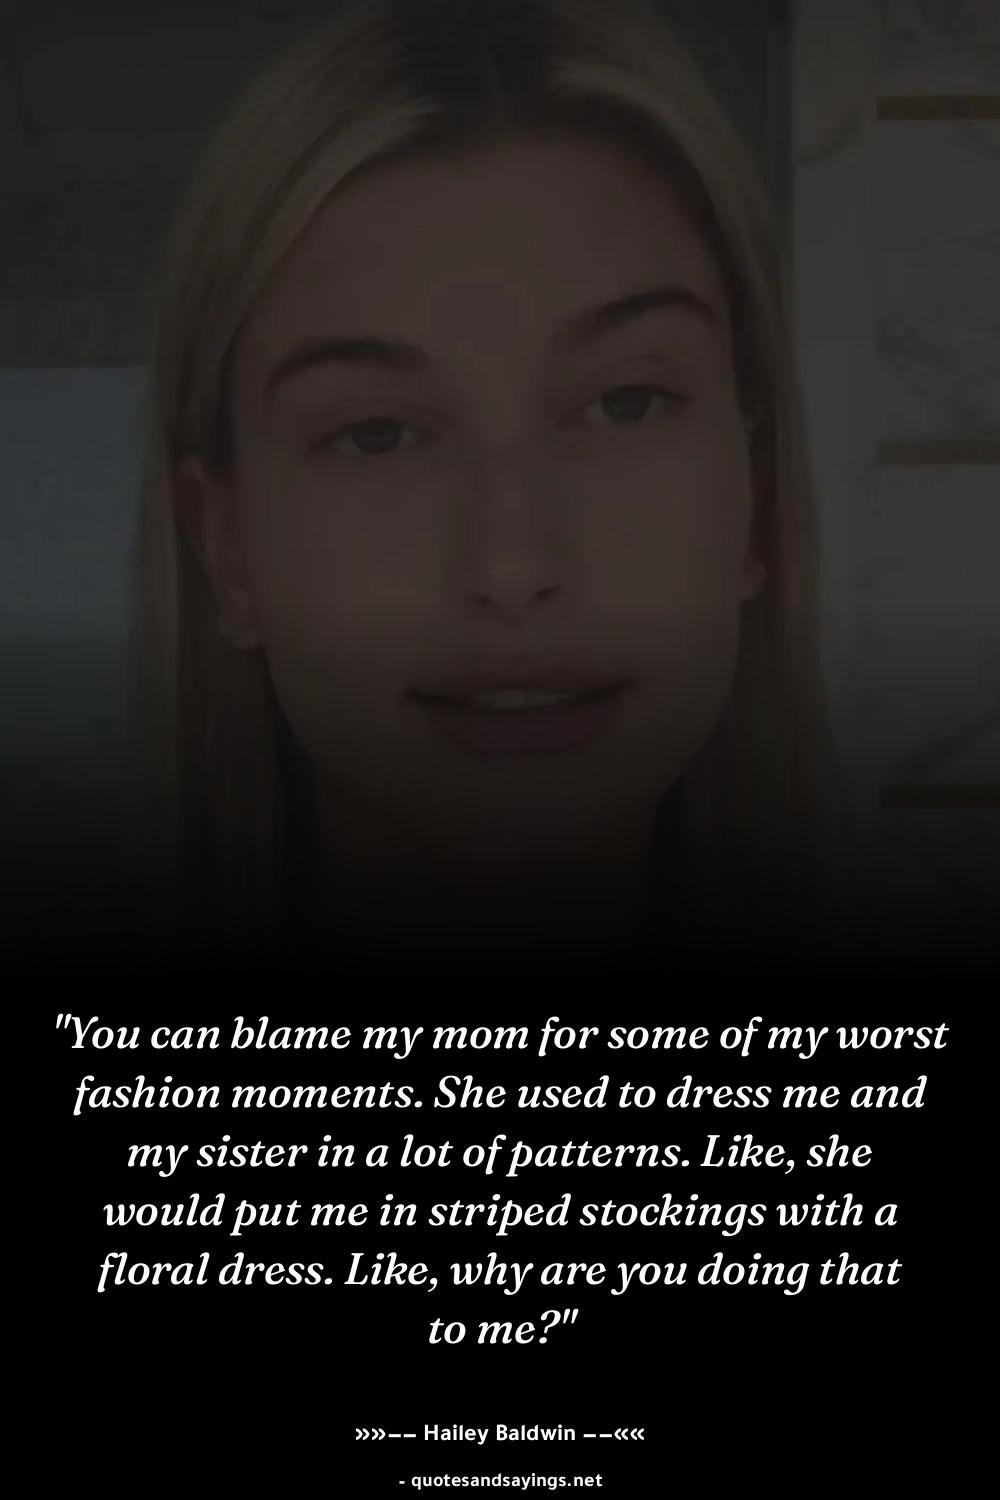 "You can blame my mom for some of my worst
fashion moments. She used to dress me and
my sister in a lot of patterns. Like, she
would put me in striped stockings with a
floral dress. Like, why are you doing that
to me?"
»»−− Hailey Baldwin −−««
- quotesandsayings.net